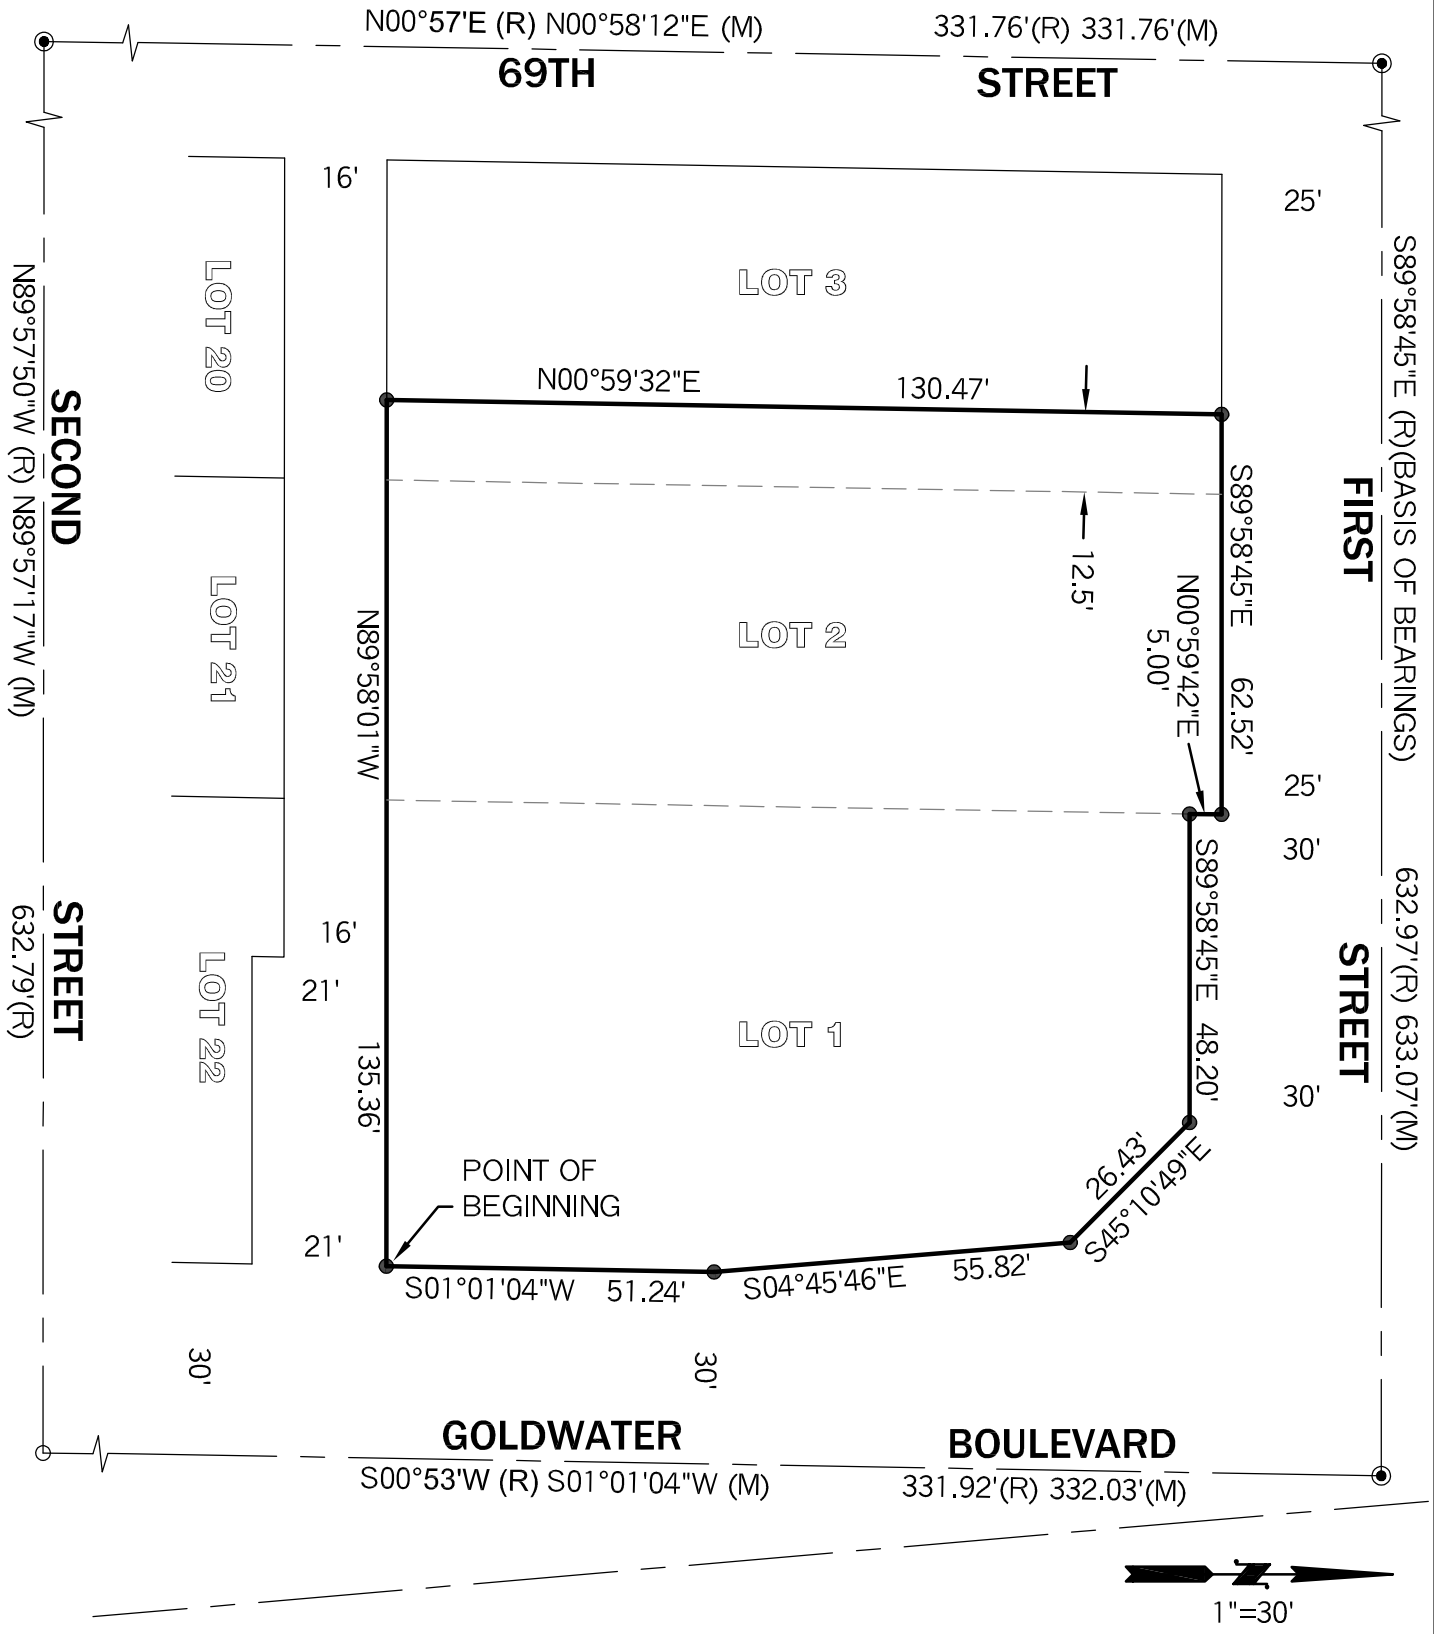 N00°57'E (R) N00°58'12"E (M) 331.76'(R) 331.76'(M)
69TH STREET
16'
25'
LOT 3
LOT 20
S89°58'45"E (R)(BASIS OF BEARINGS) 632.97'(R) 633.07'(M)
FIRST STREET
N89°57'50"W (R) N89°57'17"W (M) 632.79'(R)
SECOND STREET
N00°59'32"E 130.47'
S89°58'45"E 62.52'
12.5'
N00°59'42"E
5.00'
LOT 2
LOT 21
N89°58'01"W 135.36'
25'
30'
S89°58'45"E 48.20'
16'
21'
LOT 22
LOT 1
30'
26.43'
S45°10'49"E
POINT OF
BEGINNING
21'
S01°01'04"W 51.24'
S04°45'46"E 55.82'
30'
30'
GOLDWATER BOULEVARD
S00°53'W (R) S01°01'04"W (M) 331.92'(R) 332.03'(M)
N
1"=30'